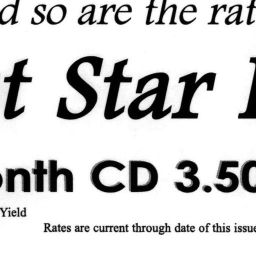 d so are the rat
t Star
onth CD 3.50
Yield
Rates are current through date of this issue